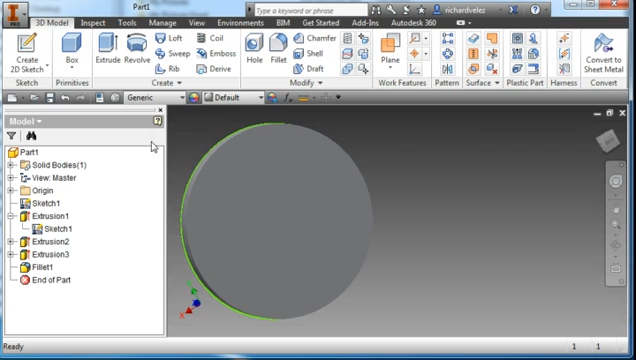 Part1
Type a keyword or phrase
richardvelez
PRO
3D Model Inspect Tools Manage View Environments BIM Get Started Add-Ins Autodesk 360
Create
2D Sketch
Box
Extrude
Revolve
Loft
Sweep
Rib
Coil
Emboss
Derive
Hole
Fillet
Chamfer
Shell
Draft
Plane
Convert to
Sheet Metal
Sketch Primitives Create Modify Work Features Pattern Surface Plastic Part Harness Convert
Generic Default
Model
Part1
Solid Bodies(1)
View: Master
Origin
Sketch1
Extrusion1
Sketch1
Extrusion2
Extrusion3
Fillet1
End of Part
X
Ready 1 1